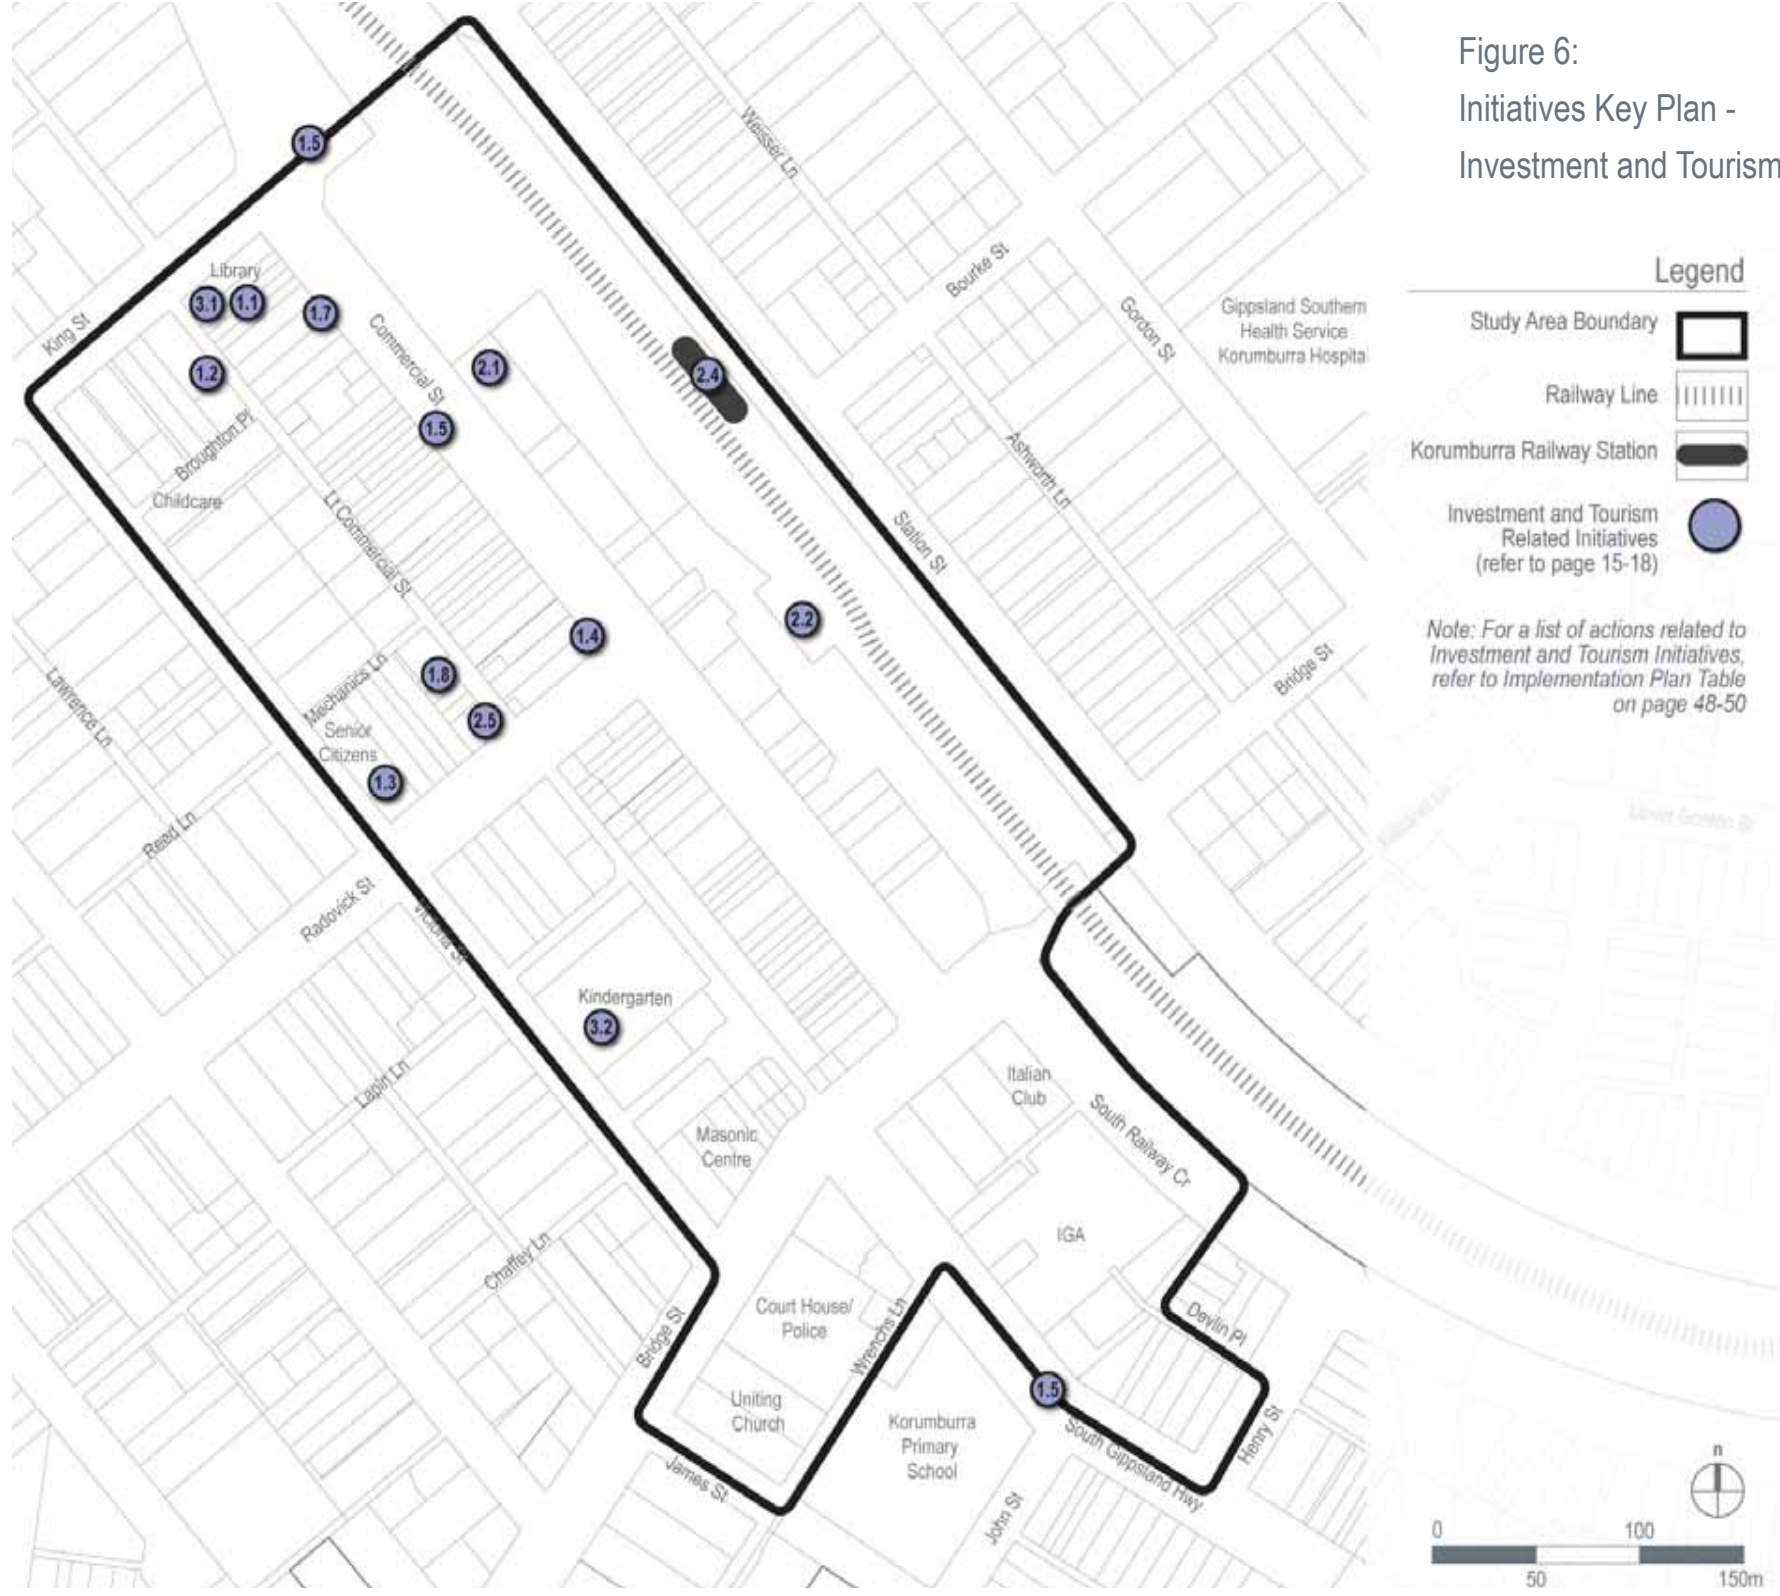 Figure 6:
Initiatives Key Plan -
Investment and Tourism
Legend
Study Area Boundary
Railway Line
Korumburra Railway Station
Investment and Tourism
Related Initiatives
(refer to page 15-18)
Note: For a list of actions related to
Investment and Tourism Initiatives,
refer to Implementation Plan Table
on page 48-50
1.5
Weisser Ln
Library
3.1
1.1
1.7
King St
1.2
Commercial St
2.1
1.5
2.4
Bourke St
Gordon St
Gippsland Southern
Health Service
Korumburra Hospita
Broughton Pl
Childcare
Lt Commercial St
Ashworth Ln
Station St
2.2
1.4
Mechanics Ln
1.8
2.5
Bridge St
Lawrence Ln
Senior
Citizens
1.3
Reed Ln
Lower Gordon St
Radovick St
Victoria St
Kindergarten
3.2
Lapin Ln
Italian
Club
South Railway Cr
Masonic
Centre
IGA
Chaffey Ln
Court House/
Police
Wrenchs Ln
Devlin Pl
Bridge St
Uniting
Church
1.5
Korumburra
Primary
School
South Gippsland Hwy
Henry St
James St
John St
n
0
100
50
150m